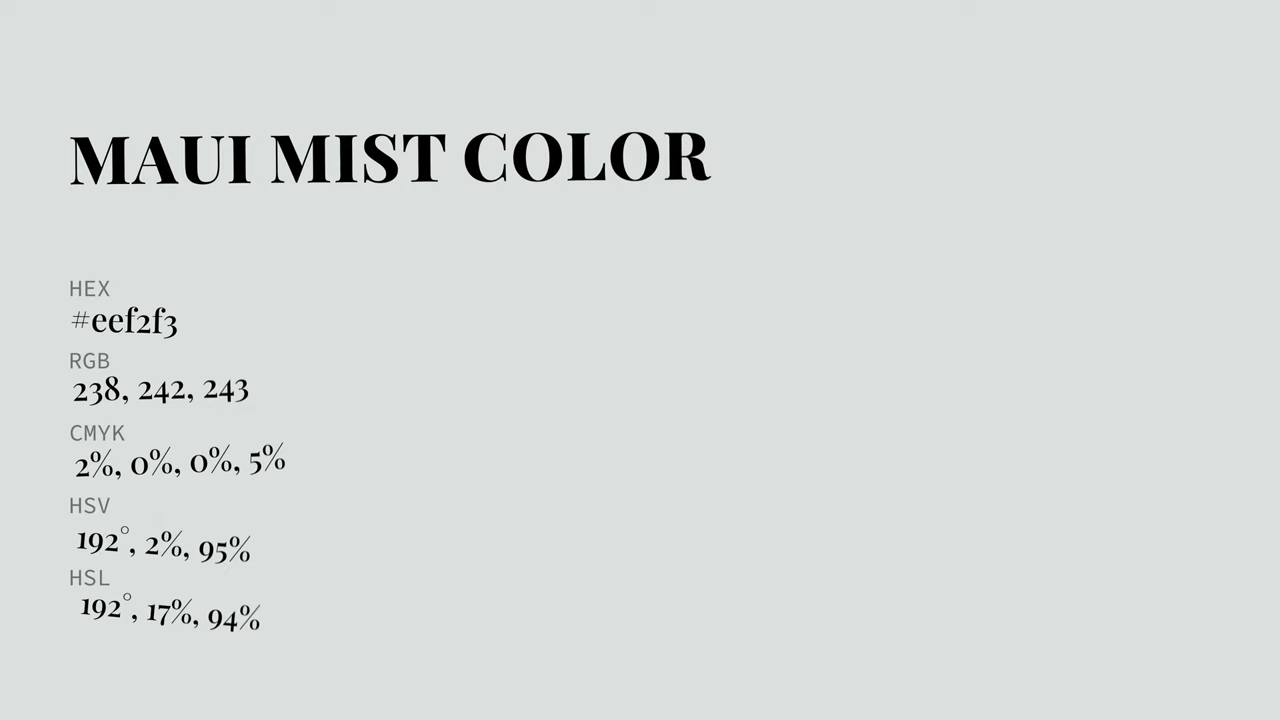 MAUI MIST COLOR
HEX
#eef2f3
RGB
238, 242, 243
CMYK
2%, 0%, 0%, 5%
HSV
192°, 2%, 95%
HSL
192°, 17%, 94%